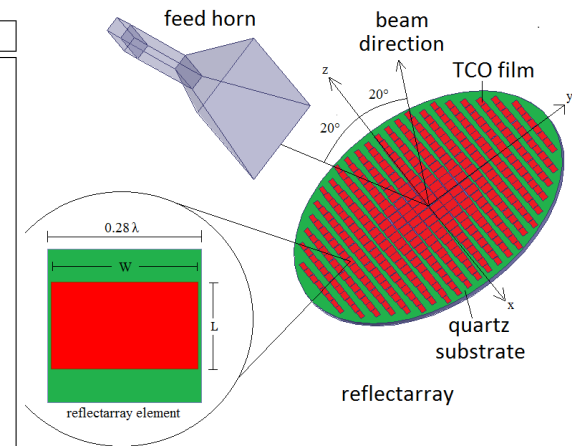 feed horn
beam
direction
z
TCO film
y
20°
20°
0.28 λ
W
L
x
quartz
substrate
reflectarray element
reflectarray